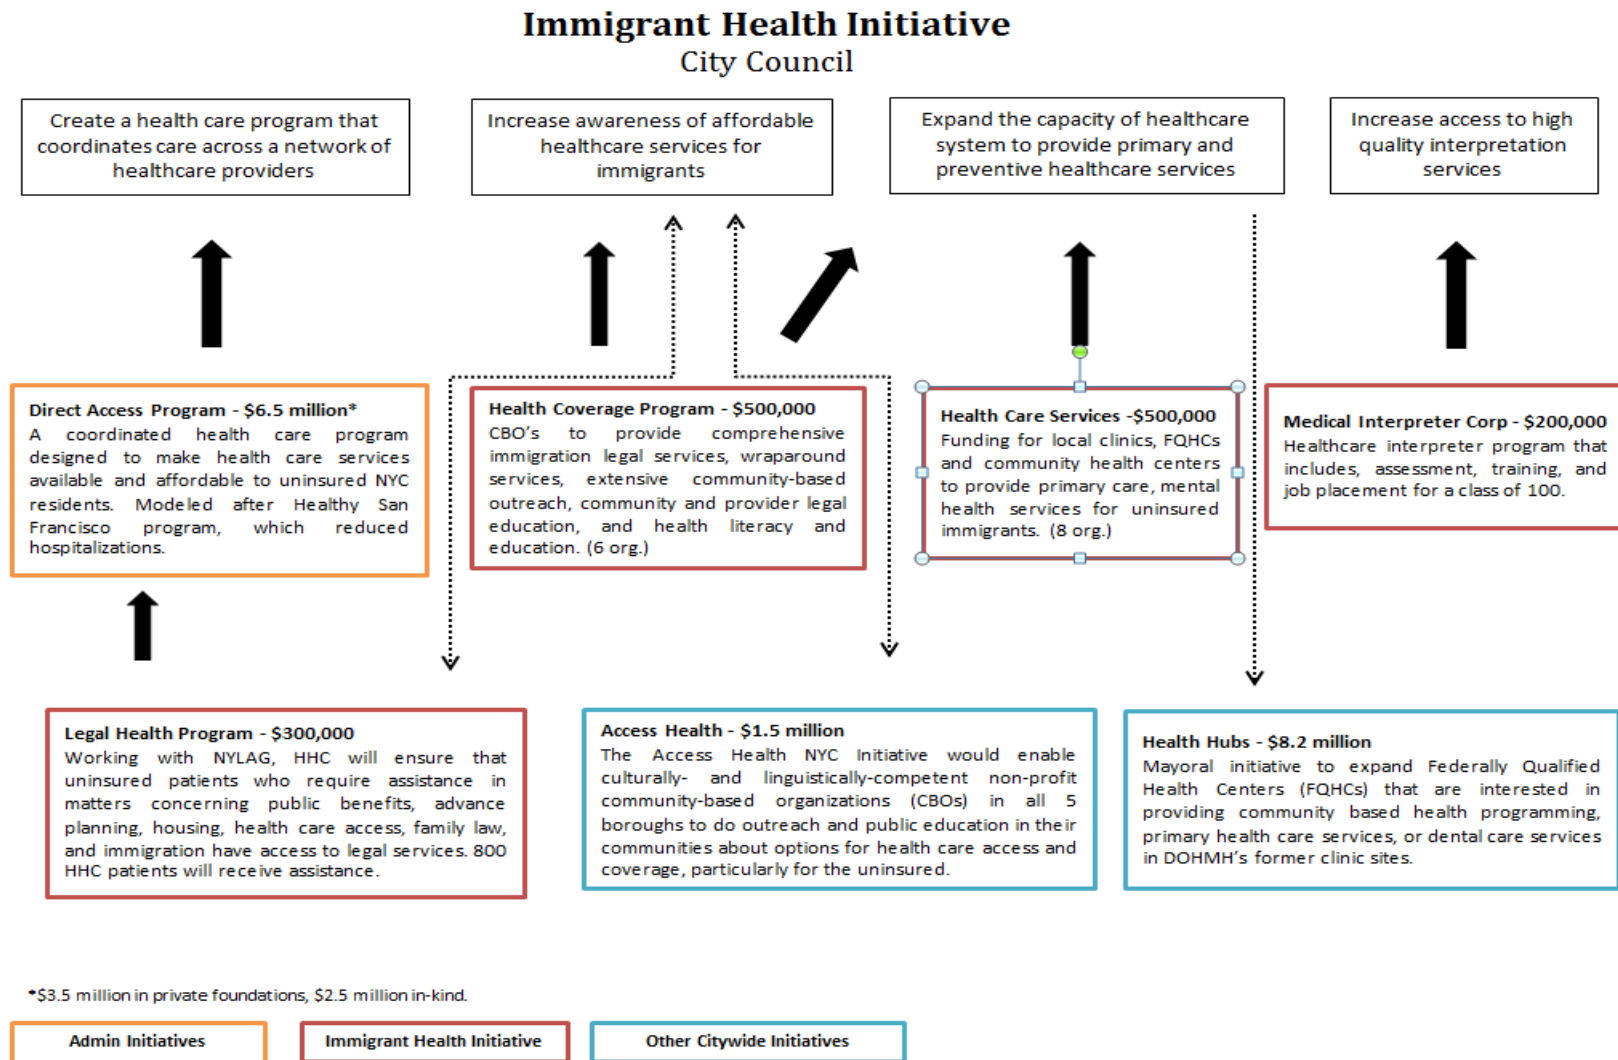 Immigrant Health Initiative
City Council
Create a health care program that
coordinates care across a network of
healthcare providers
Increase awareness of affordable
healthcare services for
immigrants
Expand the capacity of healthcare
system to provide primary and
preventive healthcare services
Increase access to high
quality interpretation
services
Direct Access Program - $6.5 million*
A coordinated health care program
designed to make health care services
available and affordable to uninsured NYC
residents. Modeled after Healthy San
Francisco program, which reduced
hospitalizations.
Health Coverage Program - $500,000
CBO's to provide comprehensive
immigration legal services, wraparound
services, extensive community-based
outreach, community and provider legal
education, and health literacy and
education. (6 org.)
Health Care Services -$500,000
Funding for local clinics, FQHCs
and community health centers
to provide primary care, mental
health services for uninsured
immigrants. (8 org.)
Medical Interpreter Corp - $200,000
Healthcare interpreter program that
includes, assessment, training, and
job placement for a class of 100.
Legal Health Program - $300,000
Working with NYLAG, HHC will ensure that
uninsured patients who require assistance in
matters concerning public benefits, advance
planning, housing, health care access, family law,
and immigration have access to legal services. 800
HHC patients will receive assistance.
Access Health - $1.5 million
The Access Health NYC Initiative would enable
culturally- and linguistically-competent non-profit
community-based organizations (CBOs) in all 5
boroughs to do outreach and public education in their
communities about options for health care access and
coverage, particularly for the uninsured.
Health Hubs - $8.2 million
Mayoral initiative to expand Federally Qualified
Health Centers (FQHCs) that are interested in
providing community based health programming,
primary health care services, or dental care services
in DOHMH's former clinic sites.
*$3.5 million in private foundations, $2.5 million in-kind.
Admin Initiatives
Immigrant Health Initiative
Other Citywide Initiatives